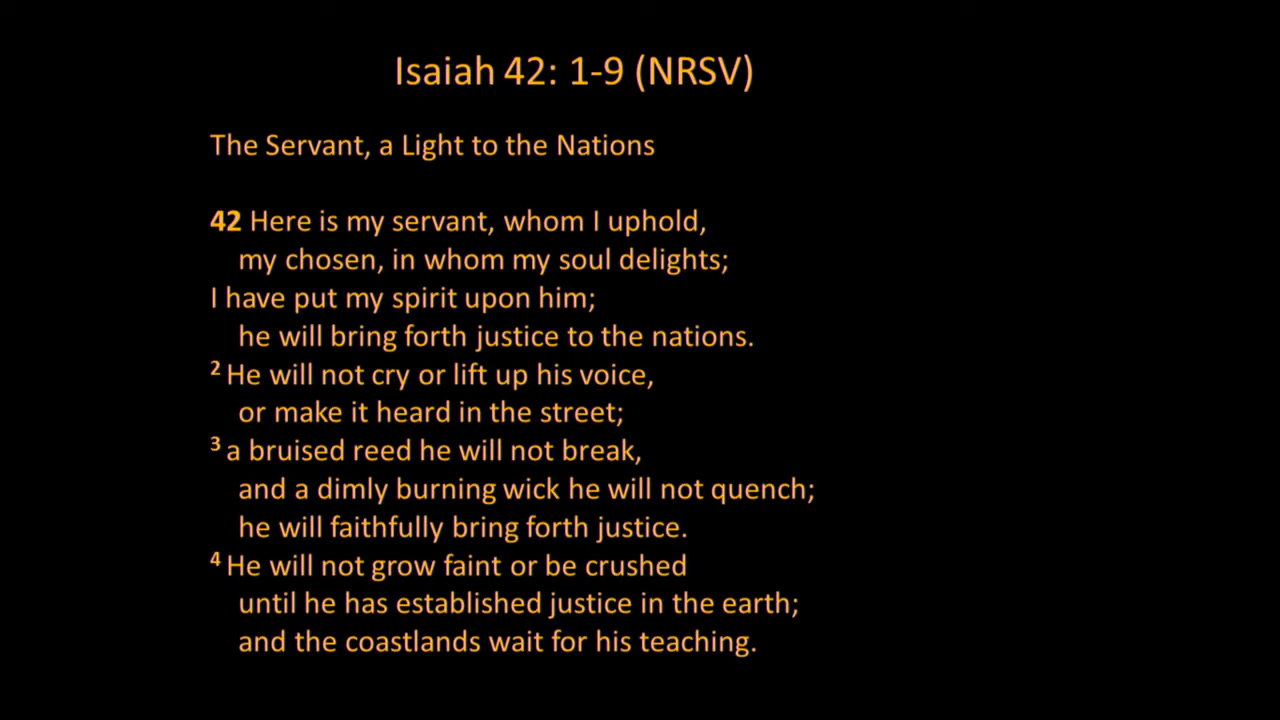 Isaiah 42: 1-9 (NRSV)
The Servant, a Light to the Nations
42 Here is my servant, whom I uphold,
my chosen, in whom my soul delights;
I have put my spirit upon him;
he will bring forth justice to the nations.
2 He will not cry or lift up his voice,
or make it heard in the street;
3 a bruised reed he will not break,
and a dimly burning wick he will not quench;
he will faithfully bring forth justice.
4 He will not grow faint or be crushed
until he has established justice in the earth;
and the coastlands wait for his teaching.